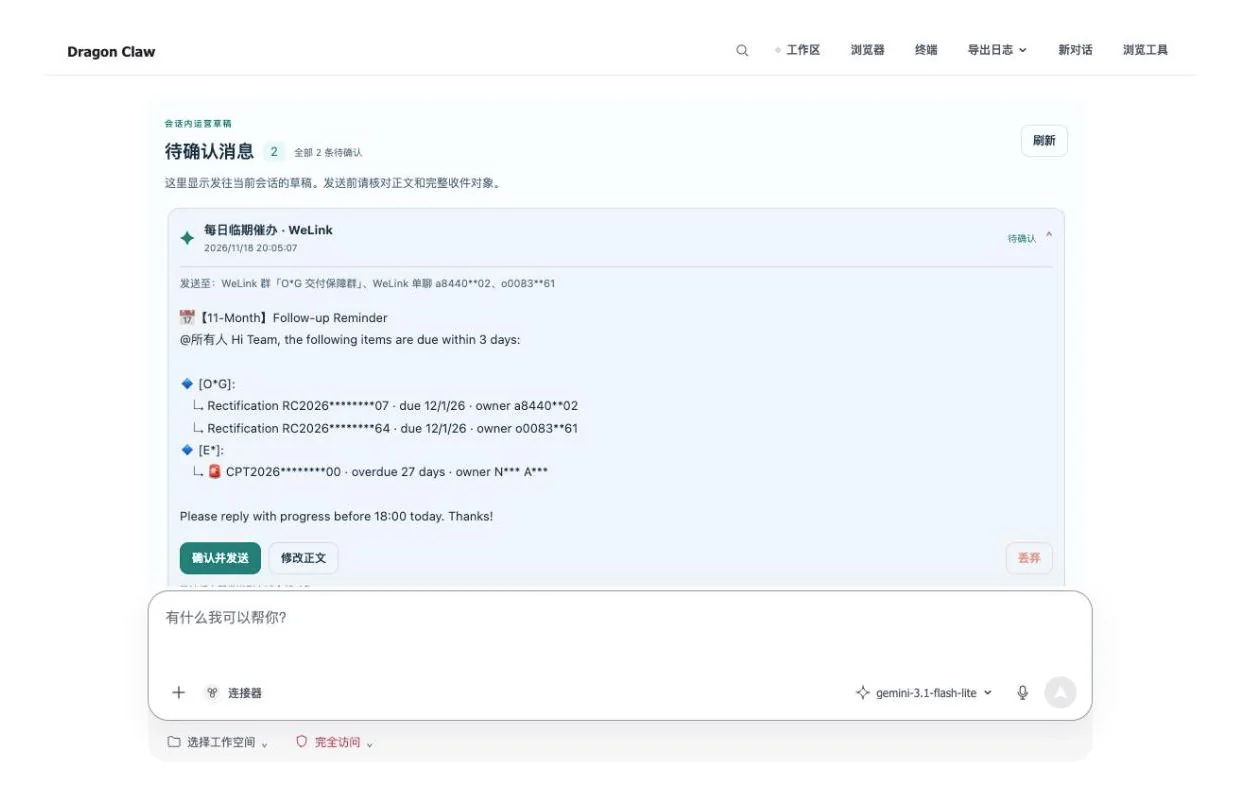 Dragon Claw
工作区
浏览器
终端
导出日志
新对话
浏览工具
会话内运营草稿
待确认消息 2 全部 2 条待确认
刷新
这里显示发往当前会话的草稿。发送前请核对正文和完整收件对象。
每日临期催办 · WeLink
2026/11/18 20:05:07
待确认
发送至：WeLink 群「O*G 交付保障群」、WeLink 单聊 a8440**02、o0083**61
📅【11-Month】Follow-up Reminder
@所有人 Hi Team, the following items are due within 3 days:
🔹 [O*G]:
└ Rectification RC2026********07 · due 12/1/26 · owner a8440**02
└ Rectification RC2026********64 · due 12/1/26 · owner o0083**61
🔹 [E*]:
└ 🚨 CPT2026********00 · overdue 27 days · owner N*** A***
Please reply with progress before 18:00 today. Thanks!
确认并发送
修改正文
丢弃
有什么我可以帮你?
连接器
gemini-3.1-flash-lite
选择工作空间
完全访问